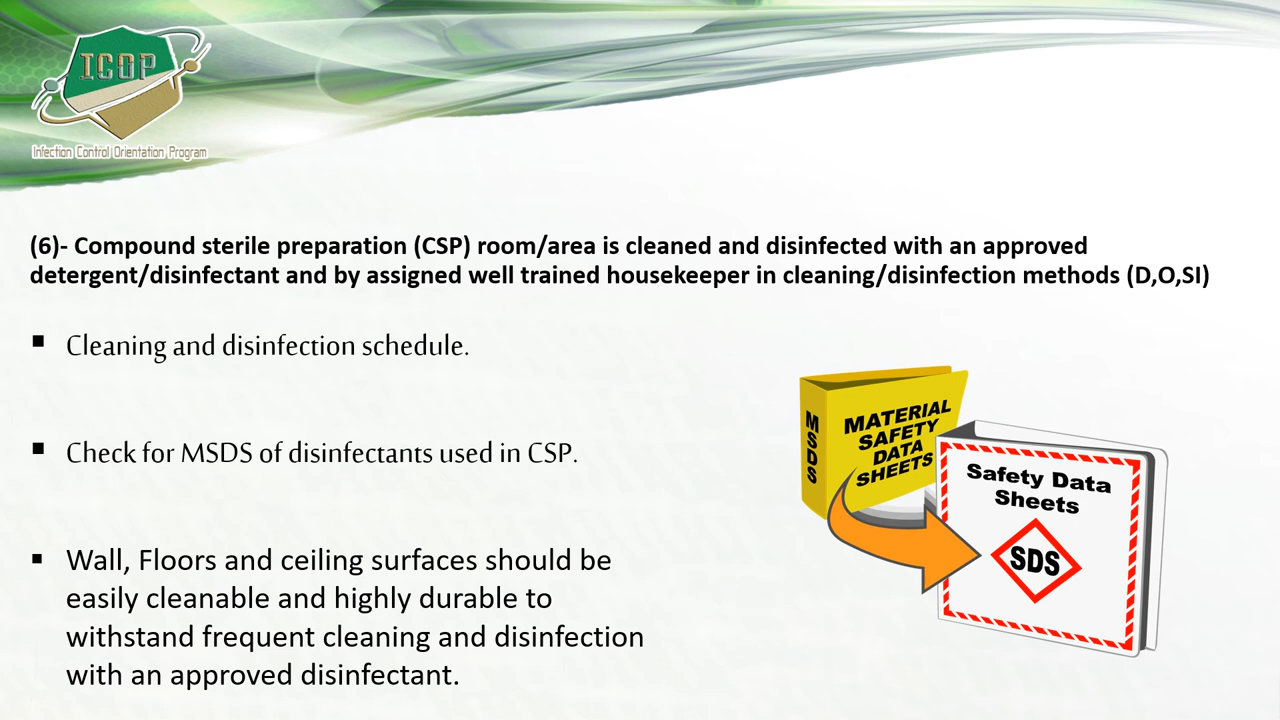 ICOP
Infection Control Orientation Program
(6)- Compound sterile preparation (CSP) room/area is cleaned and disinfected with an approved
detergent/disinfectant and by assigned well trained housekeeper in cleaning/disinfection methods (D,O,SI)
▪ Cleaning and disinfection schedule.
▪ Check for MSDS of disinfectants used in CSP.
▪ Wall, Floors and ceiling surfaces should be
easily cleanable and highly durable to
withstand frequent cleaning and disinfection
with an approved disinfectant.
MSDS
MATERIAL
SAFETY
DATA
SHEETS
Safety Data
Sheets
SDS